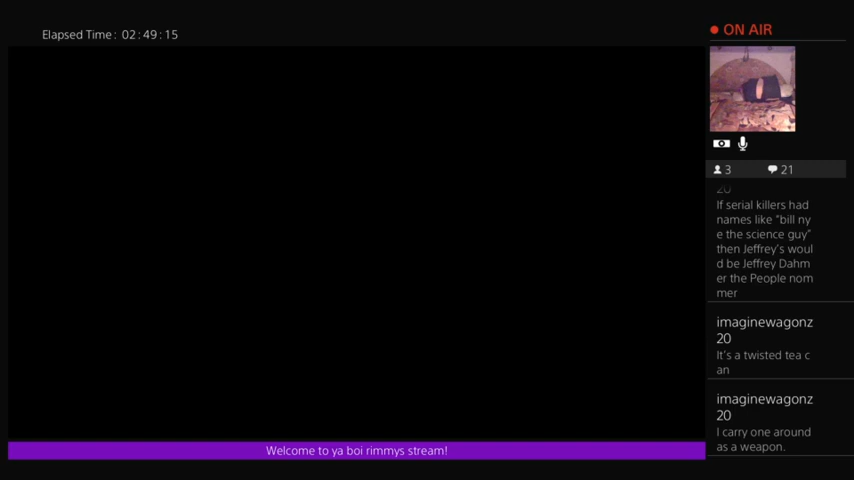 Elapsed Time: 02:49:15
ON AIR
3
21
20
If serial killers had
names like "bill ny
e the science guy"
then Jeffrey's woul
d be Jeffrey Dahm
er the People nom
mer
imaginewagonz
20
It's a twisted tea c
an
imaginewagonz
20
I carry one around
as a weapon.
Welcome to ya boi rimmys stream!